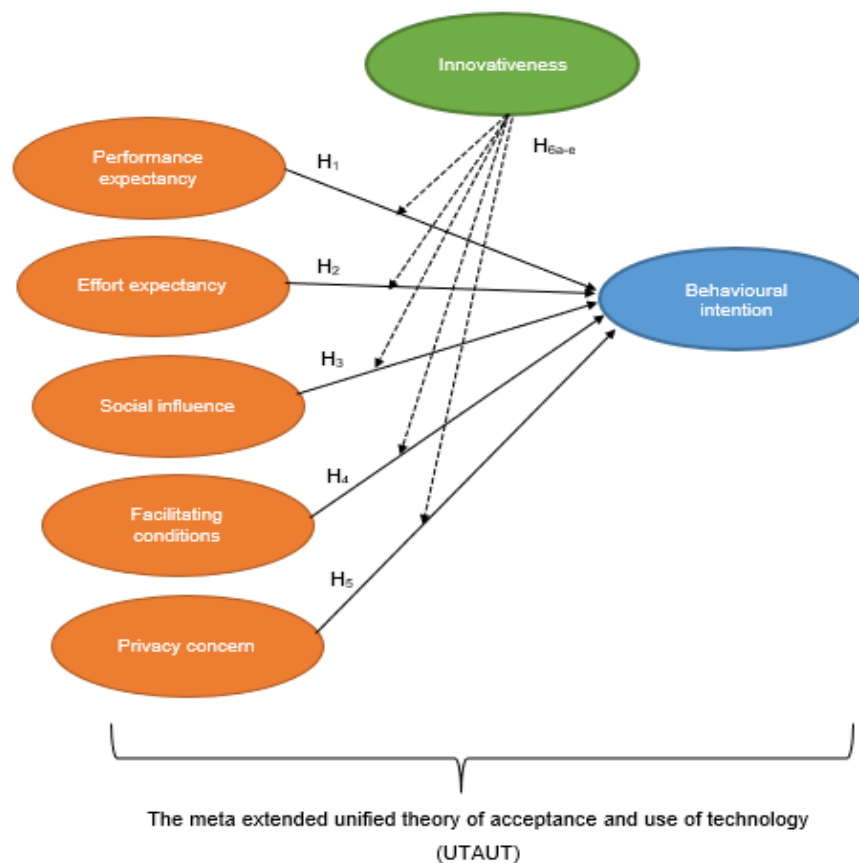 Innovativeness
H₆ₐ₋ₑ
Performance
expectancy
H₁
Effort expectancy
H₂
Behavioural
intention
Social influence
H₃
Facilitating
conditions
H₄
Privacy concern
H₅
The meta extended unified theory of acceptance and use of technology
(UTAUT)